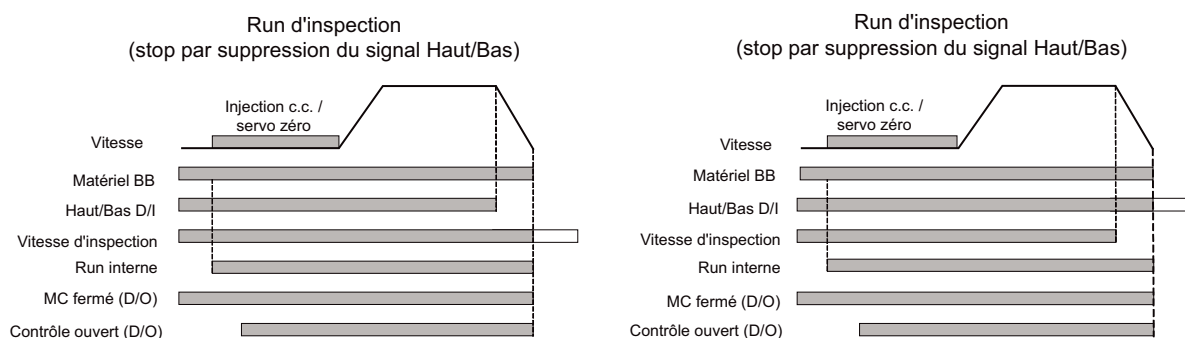 Run d'inspection
(stop par suppression du signal Haut/Bas)
Injection c.c. /
servo zéro
Vitesse
Matériel BB
Haut/Bas D/I
Vitesse d'inspection
Run interne
MC fermé (D/O)
Contrôle ouvert (D/O)
Run d'inspection
(stop par suppression du signal Haut/Bas)
Injection c.c. /
servo zéro
Vitesse
Matériel BB
Haut/Bas D/I
Vitesse d'inspection
Run interne
MC fermé (D/O)
Contrôle ouvert (D/O)